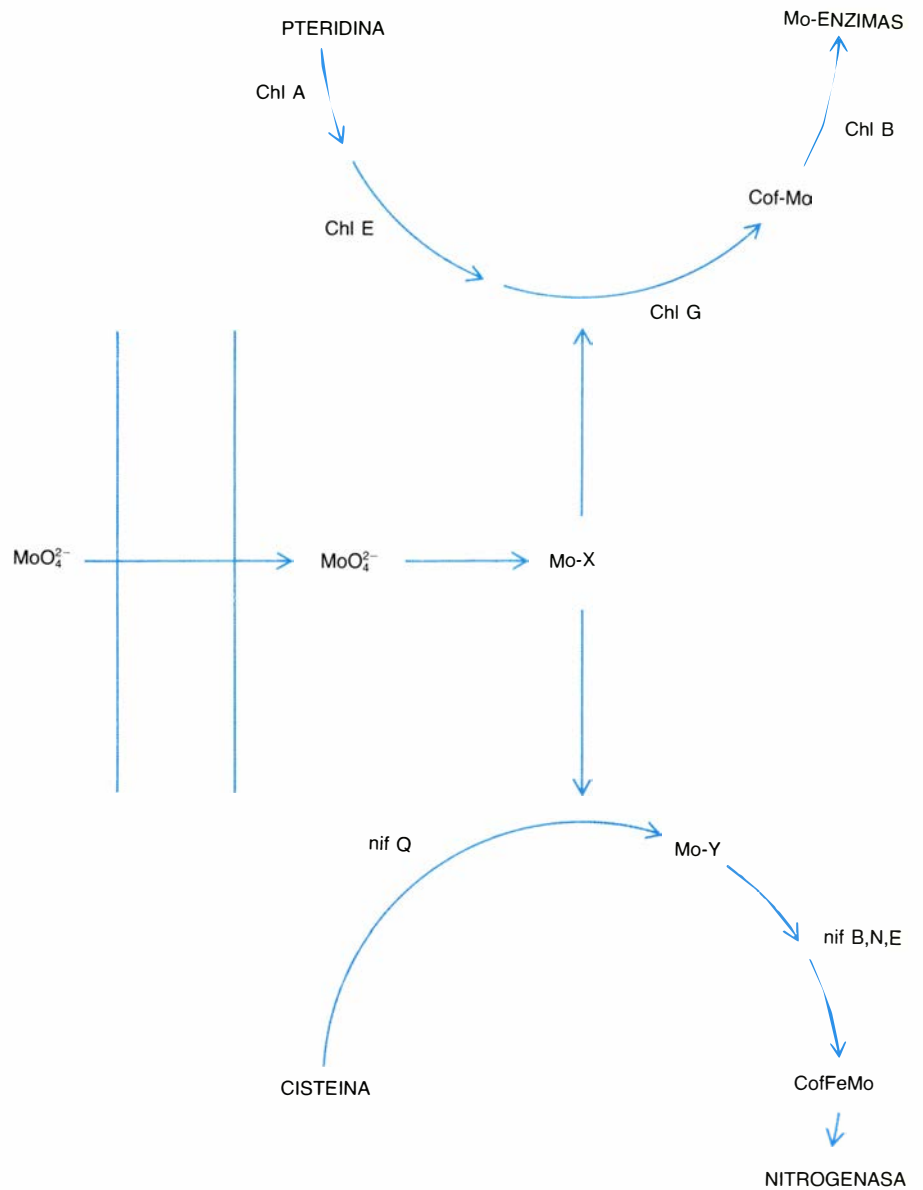 PTERIDINA
Mo-ENZIMAS
Chl A
Chl B
Cof-Mo
Chl E
Chl G
MoO₄²⁻
MoO₄²⁻
Mo-X
nif Q
Mo-Y
nif B,N,E
CISTEINA
CofFeMo
NITROGENASA